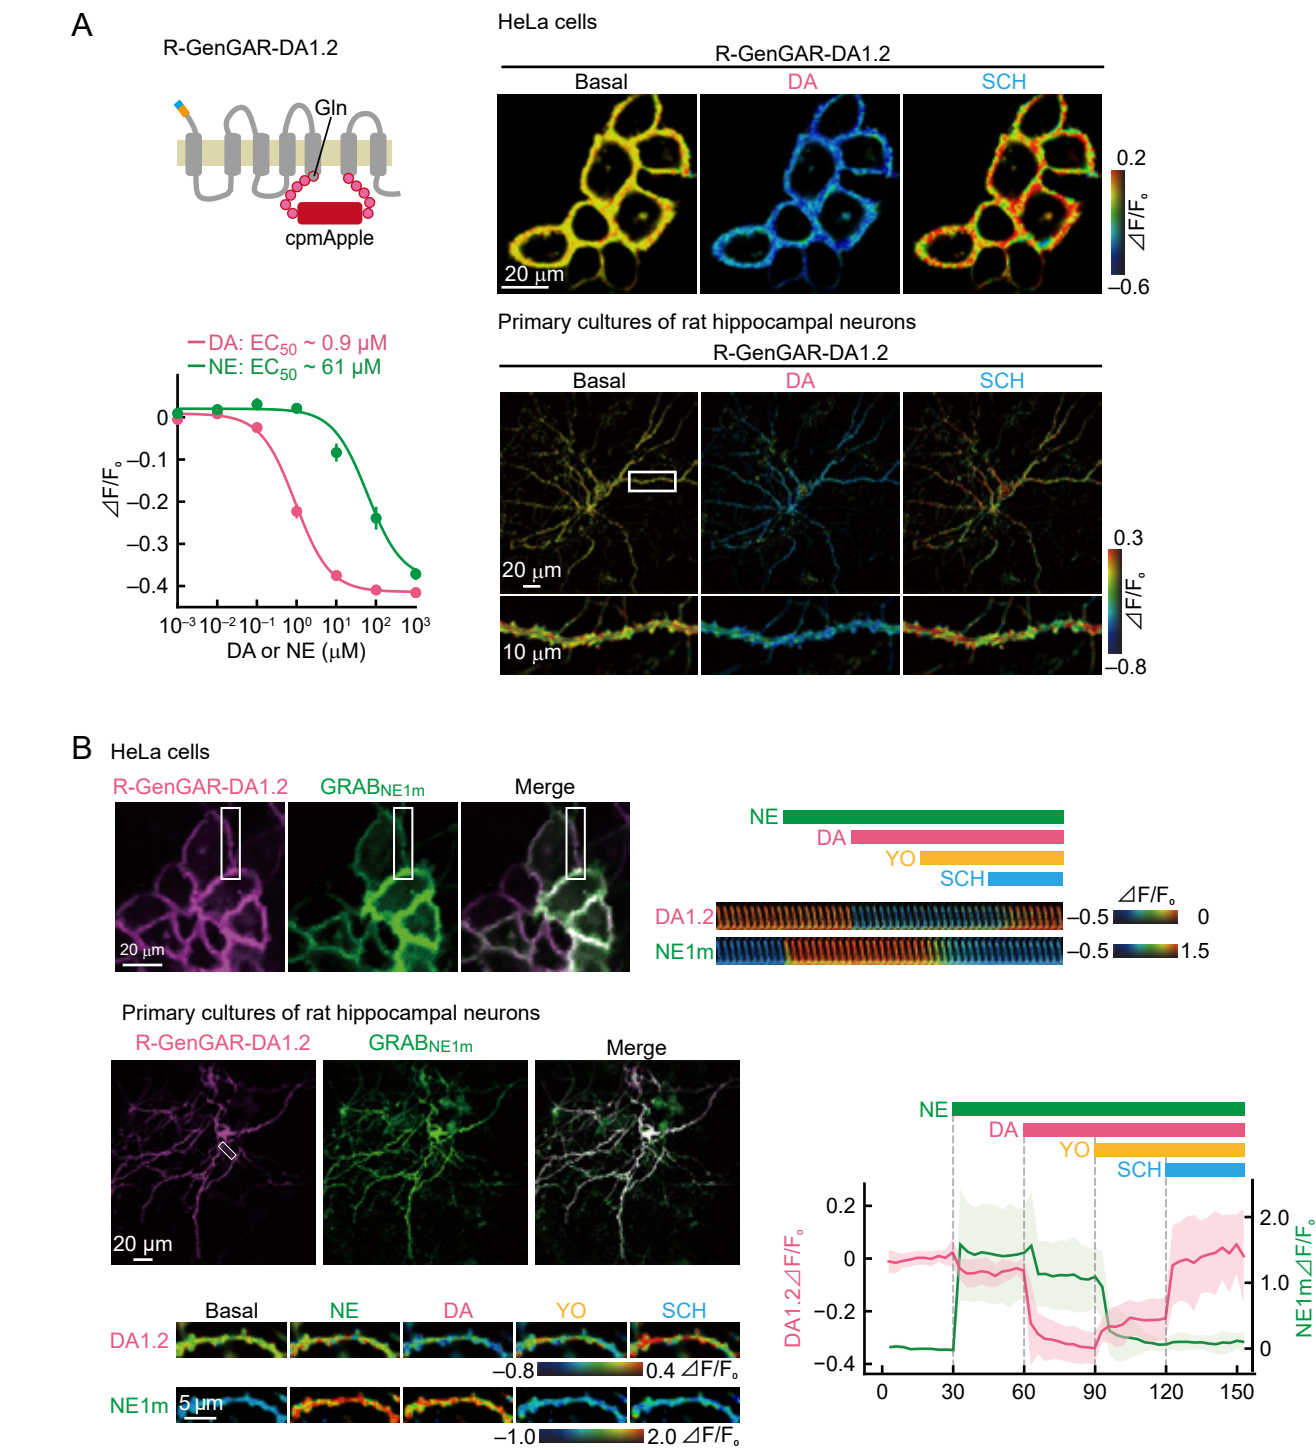 A
R-GenGAR-DA1.2
Gln
cpmApple
HeLa cells
R-GenGAR-DA1.2
Basal DA SCH
20 μm
0.2
⊿F/F₀
–0.6
DA: EC₅₀ ~ 0.9 μM
NE: EC₅₀ ~ 61 μM
0
–0.1
–0.2
–0.3
–0.4
⊿F/F₀
10⁻³ 10⁻² 10⁻¹ 10⁰ 10¹ 10² 10³
DA or NE (μM)
Primary cultures of rat hippocampal neurons
R-GenGAR-DA1.2
Basal DA SCH
20 μm
10 μm
0.3
⊿F/F₀
–0.8
B
HeLa cells
R-GenGAR-DA1.2 GRAB_NE1m Merge
20 μm
NE
DA
YO
SCH
⊿F/F₀
DA1.2 –0.5 0
NE1m –0.5 1.5
Primary cultures of rat hippocampal neurons
R-GenGAR-DA1.2 GRAB_NE1m Merge
20 μm
Basal NE DA YO SCH
DA1.2
–0.8 0.4 ⊿F/F₀
NE1m 5 μm
–1.0 2.0 ⊿F/F₀
NE
DA
YO
SCH
0.2
0
–0.2
–0.4
DA1.2⊿F/F₀
2.0
1.0
0
NE1m⊿F/F₀
0 30 60 90 120 150